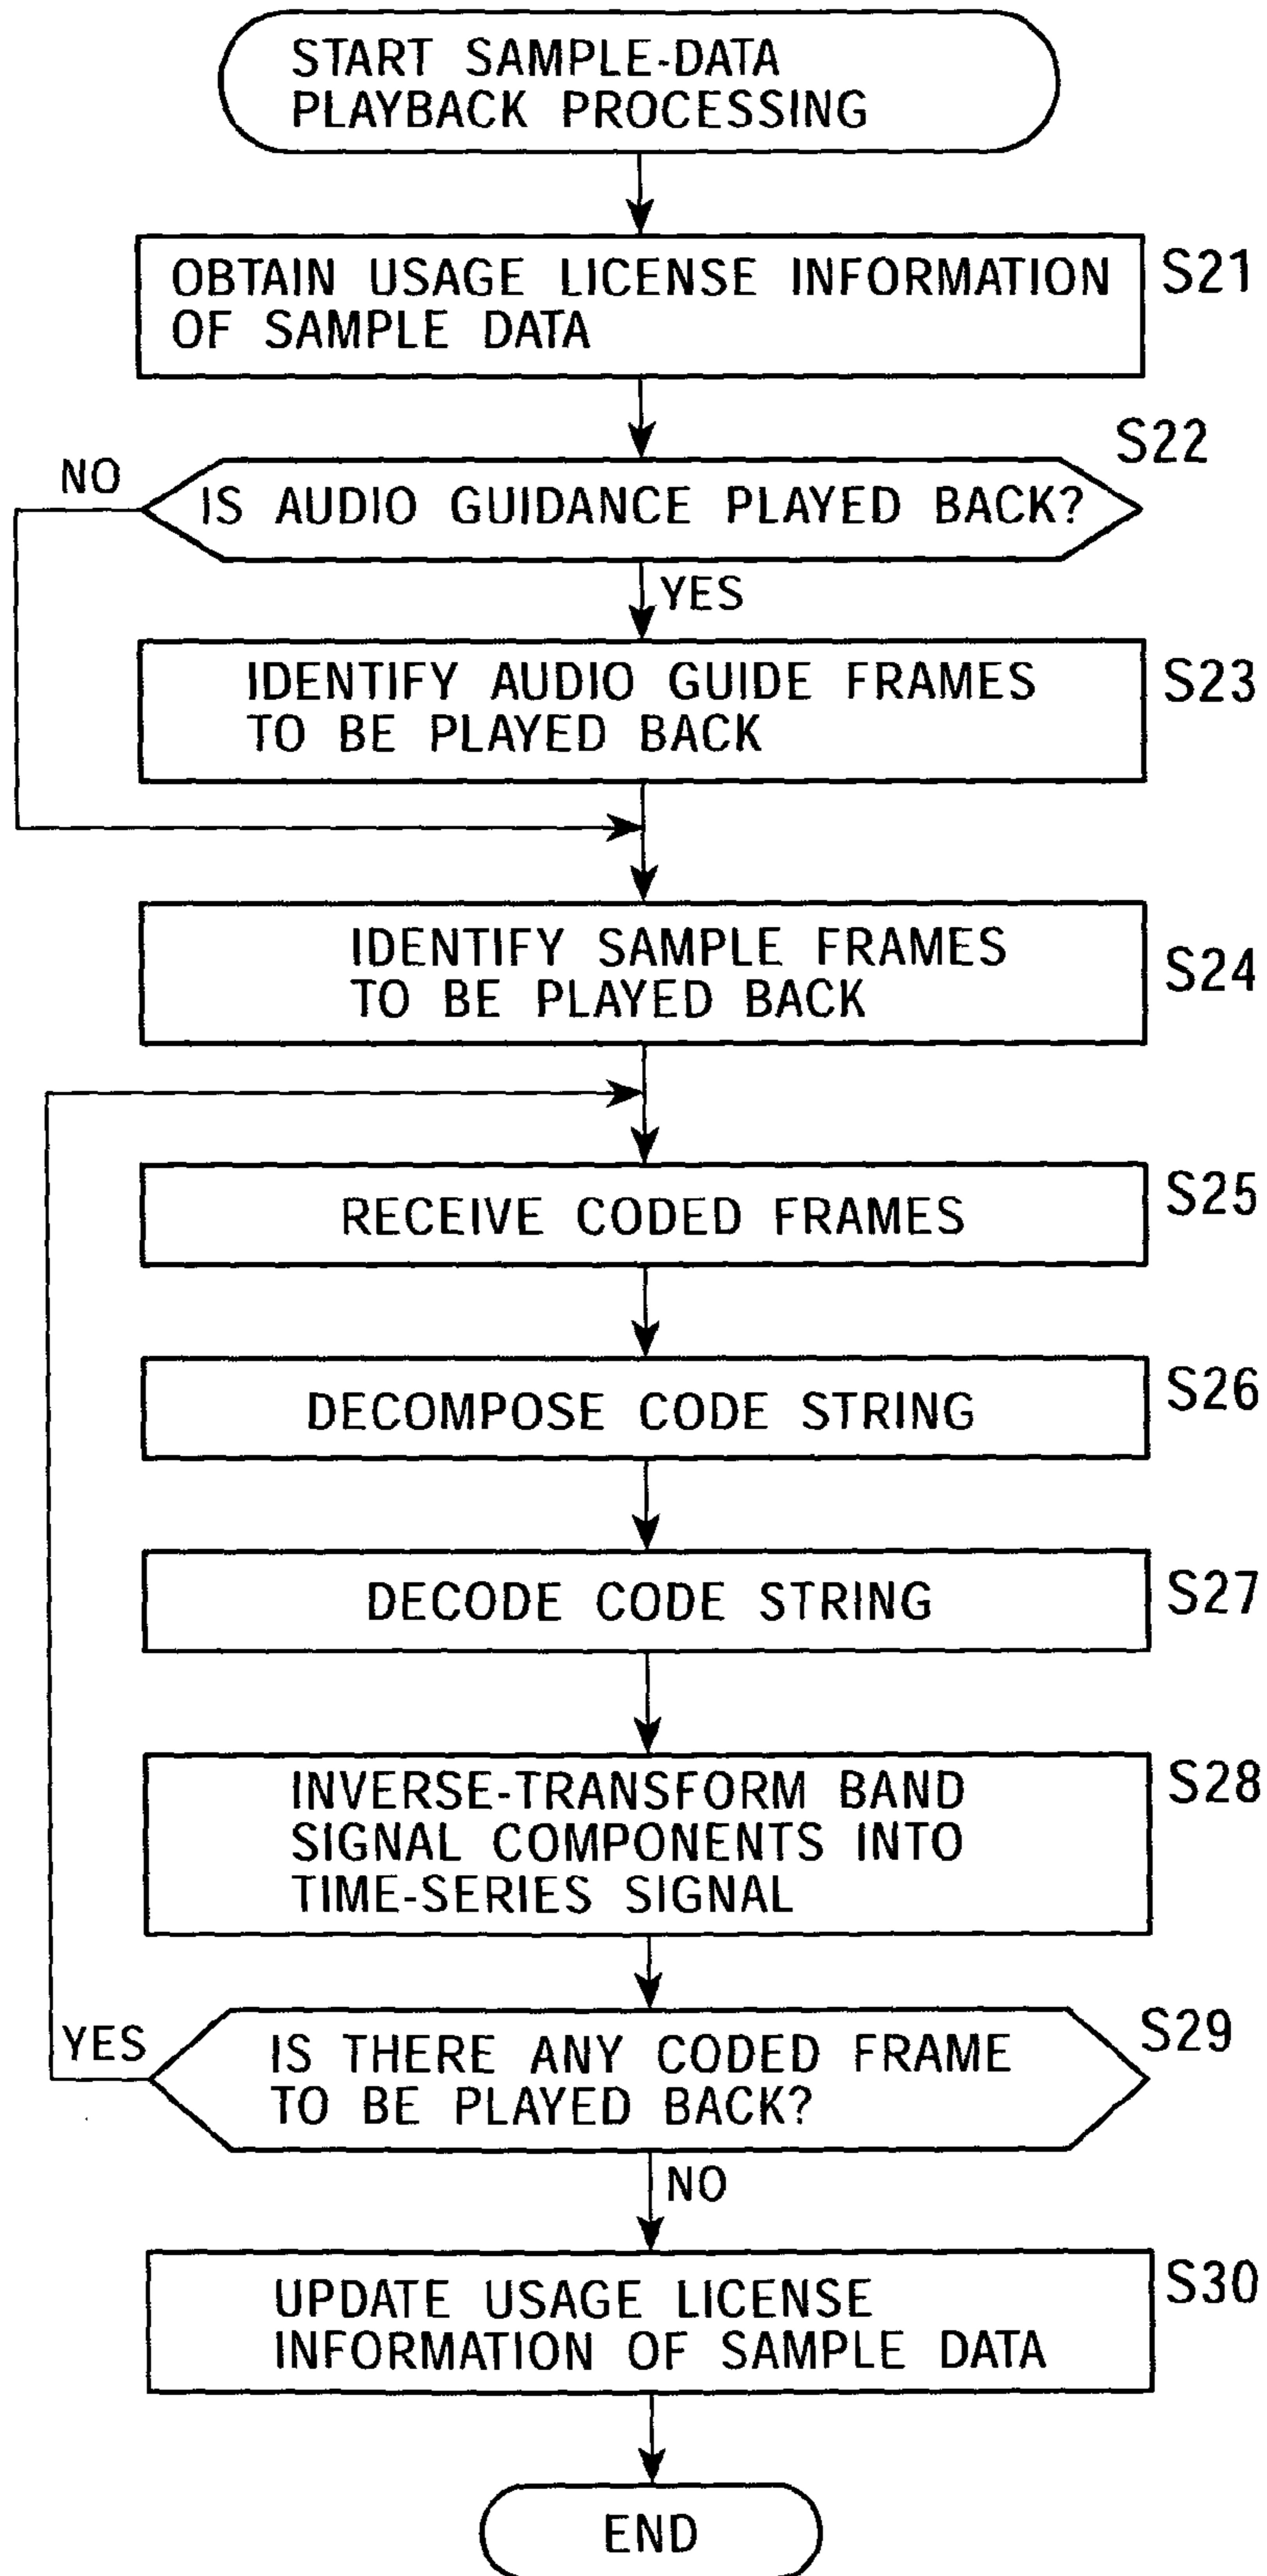 START SAMPLE-DATA
PLAYBACK PROCESSING
OBTAIN USAGE LICENSE INFORMATION
OF SAMPLE DATA
S21
S22
NO
IS AUDIO GUIDANCE PLAYED BACK?
YES
IDENTIFY AUDIO GUIDE FRAMES
TO BE PLAYED BACK
S23
IDENTIFY SAMPLE FRAMES
TO BE PLAYED BACK
S24
RECEIVE CODED FRAMES
S25
DECOMPOSE CODE STRING
S26
DECODE CODE STRING
S27
INVERSE-TRANSFORM BAND
SIGNAL COMPONENTS INTO
TIME-SERIES SIGNAL
S28
S29
YES
IS THERE ANY CODED FRAME
TO BE PLAYED BACK?
NO
UPDATE USAGE LICENSE
INFORMATION OF SAMPLE DATA
S30
END